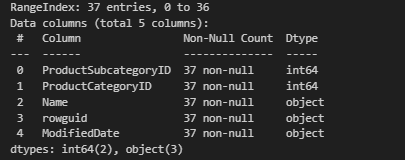 RangeIndex: 37 entries, 0 to 36
Data columns (total 5 columns):
 #   Column                Non-Null Count  Dtype
---  ------                --------------  -----
 0   ProductSubcategoryID  37 non-null     int64
 1   ProductCategoryID     37 non-null     int64
 2   Name                  37 non-null     object
 3   rowguid               37 non-null     object
 4   ModifiedDate          37 non-null     object
dtypes: int64(2), object(3)